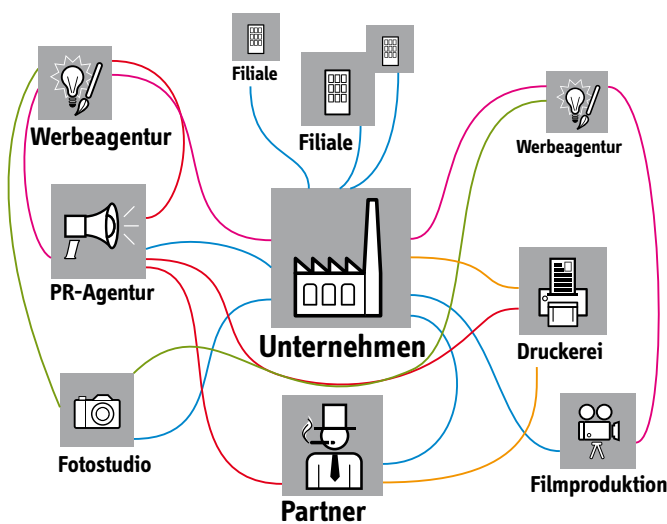 Filiale
Filiale
Werbeagentur
Werbeagentur
PR-Agentur
Unternehmen
Druckerei
Fotostudio
Filmproduktion
Partner